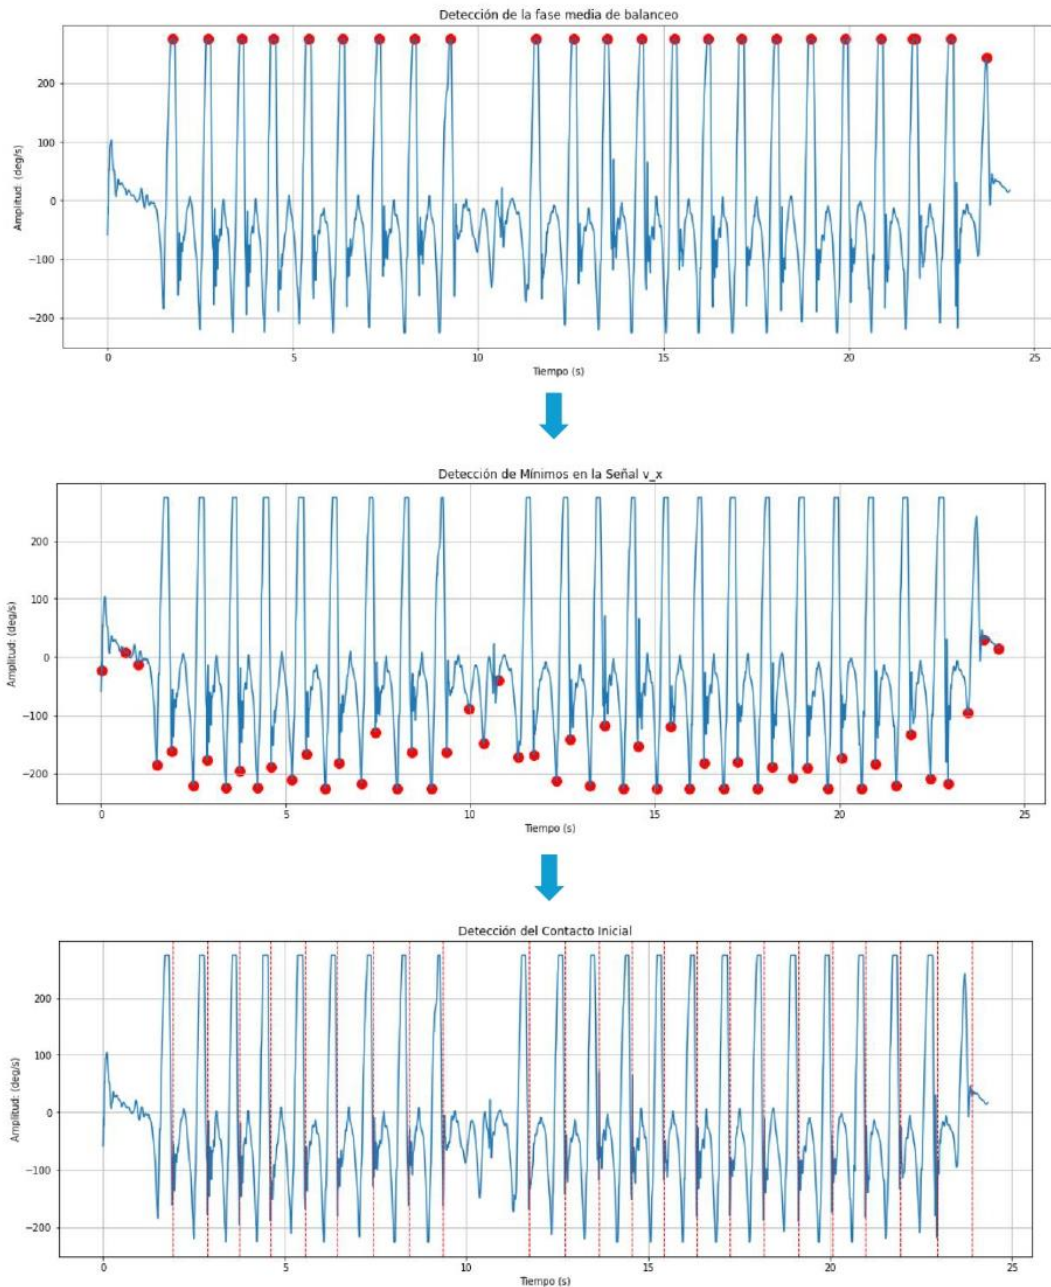 Detección de la fase media de balanceo
Amplitud: (deg/s)
200
100
0
−100
−200
0 5 10 15 20 25
Tiempo (s)
Detección de Mínimos en la Señal v_x
Amplitud: (deg/s)
200
100
0
−100
−200
0 5 10 15 20 25
Tiempo (s)
Detección del Contacto Inicial
Amplitud: (deg/s)
200
100
0
−100
−200
0 5 10 15 20 25
Tiempo (s)